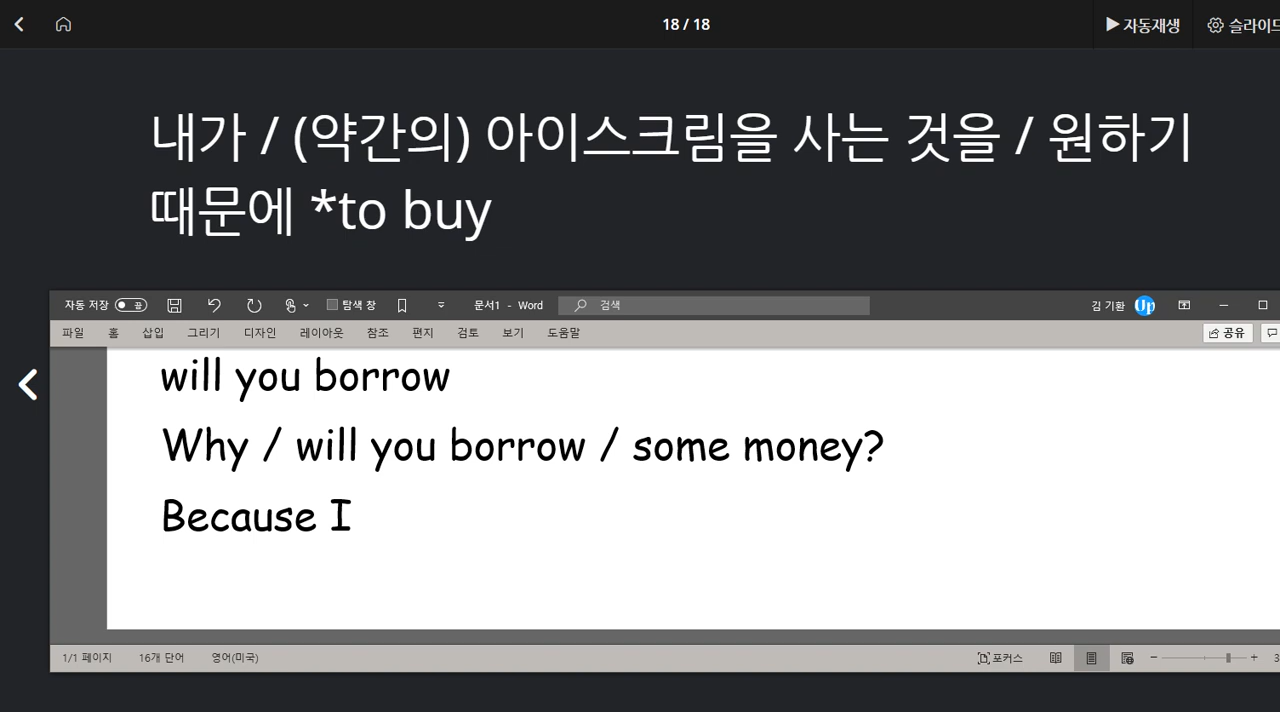 18 / 18
▶ 자동재생
슬라이드
내가 / (약간의) 아이스크림을 사는 것을 / 원하기
때문에 *to buy
자동 저장 끔 탐색 창 문서1 - Word 검색 김 기환 Up
파일 홈 삽입 그리기 디자인 레이아웃 참조 편지 검토 보기 도움말 공유
will you borrow
Why / will you borrow / some money?
Because I
1/1 페이지 16개 단어 영어(미국) 포커스 - + 3